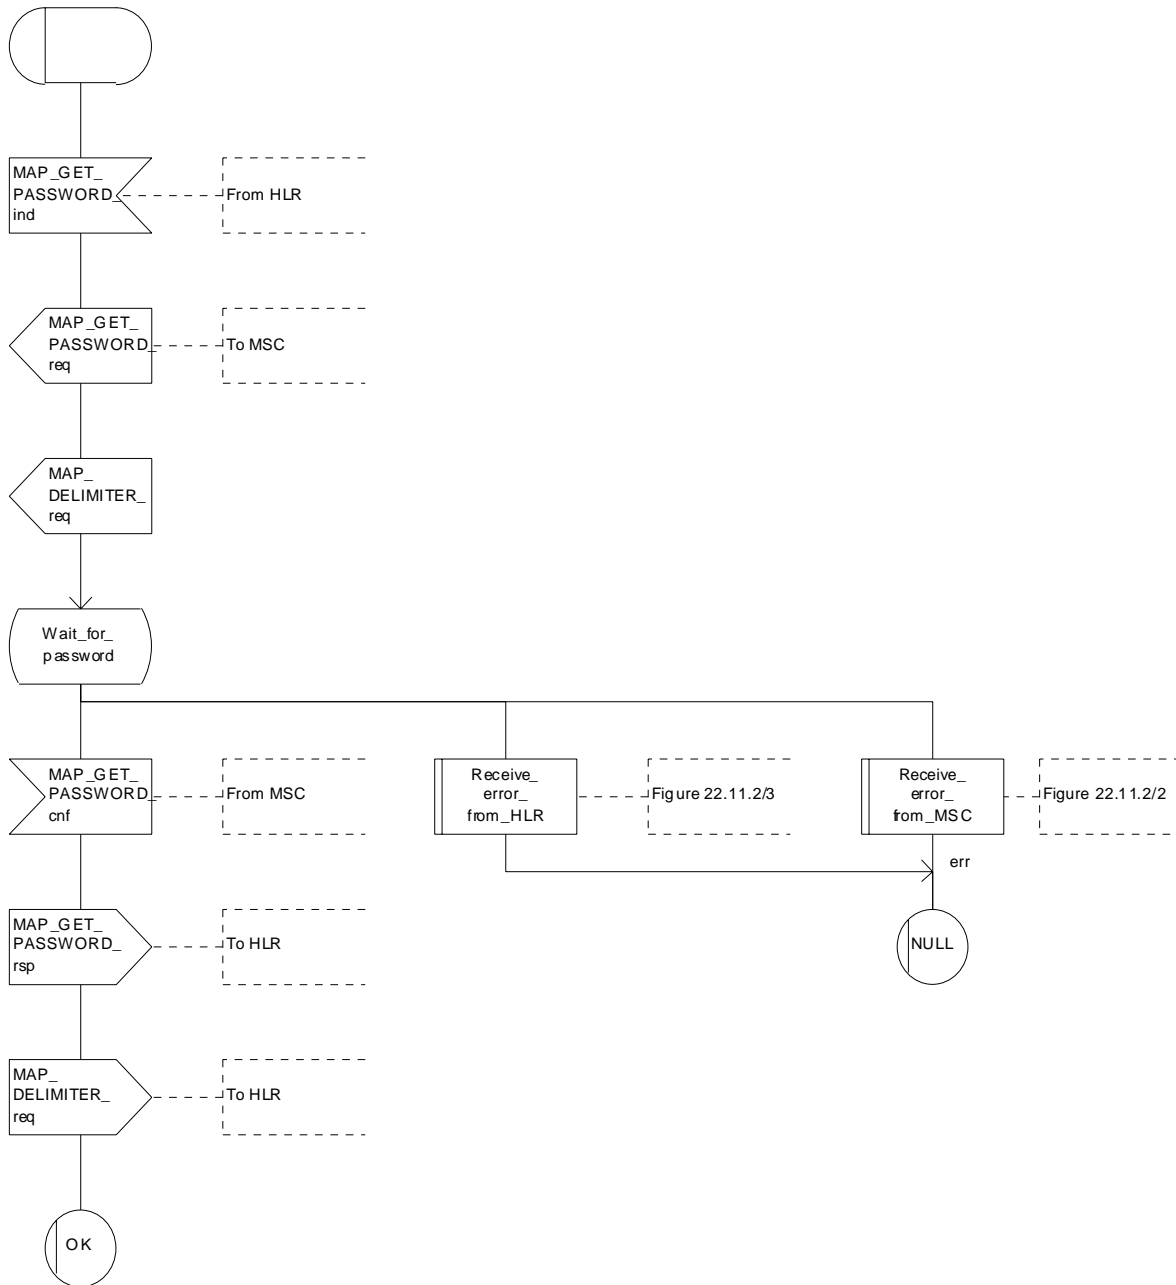 MAP_GET_
PASSWORD_
ind
From HLR
MAP_GET_
PASSWORD_
req
To MSC
MAP_
DELIMITER_
req
Wait_for_
password
MAP_GET_
PASSWORD_
cnf
From MSC
Receive_
error_
from_HLR
Figure 22.11.2/3
Receive_
error_
from_MSC
Figure 22.11.2/2
err
MAP_GET_
PASSWORD_
rsp
To HLR
NULL
MAP_
DELIMITER_
req
To HLR
OK